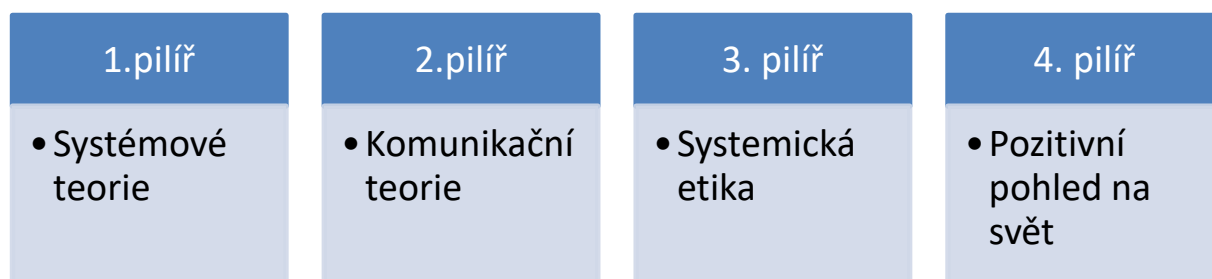 1.pilíř
• Systémové
teorie
2.pilíř
• Komunikační
teorie
3. pilíř
• Systemická
etika
4. pilíř
• Pozitivní
pohled na
svět